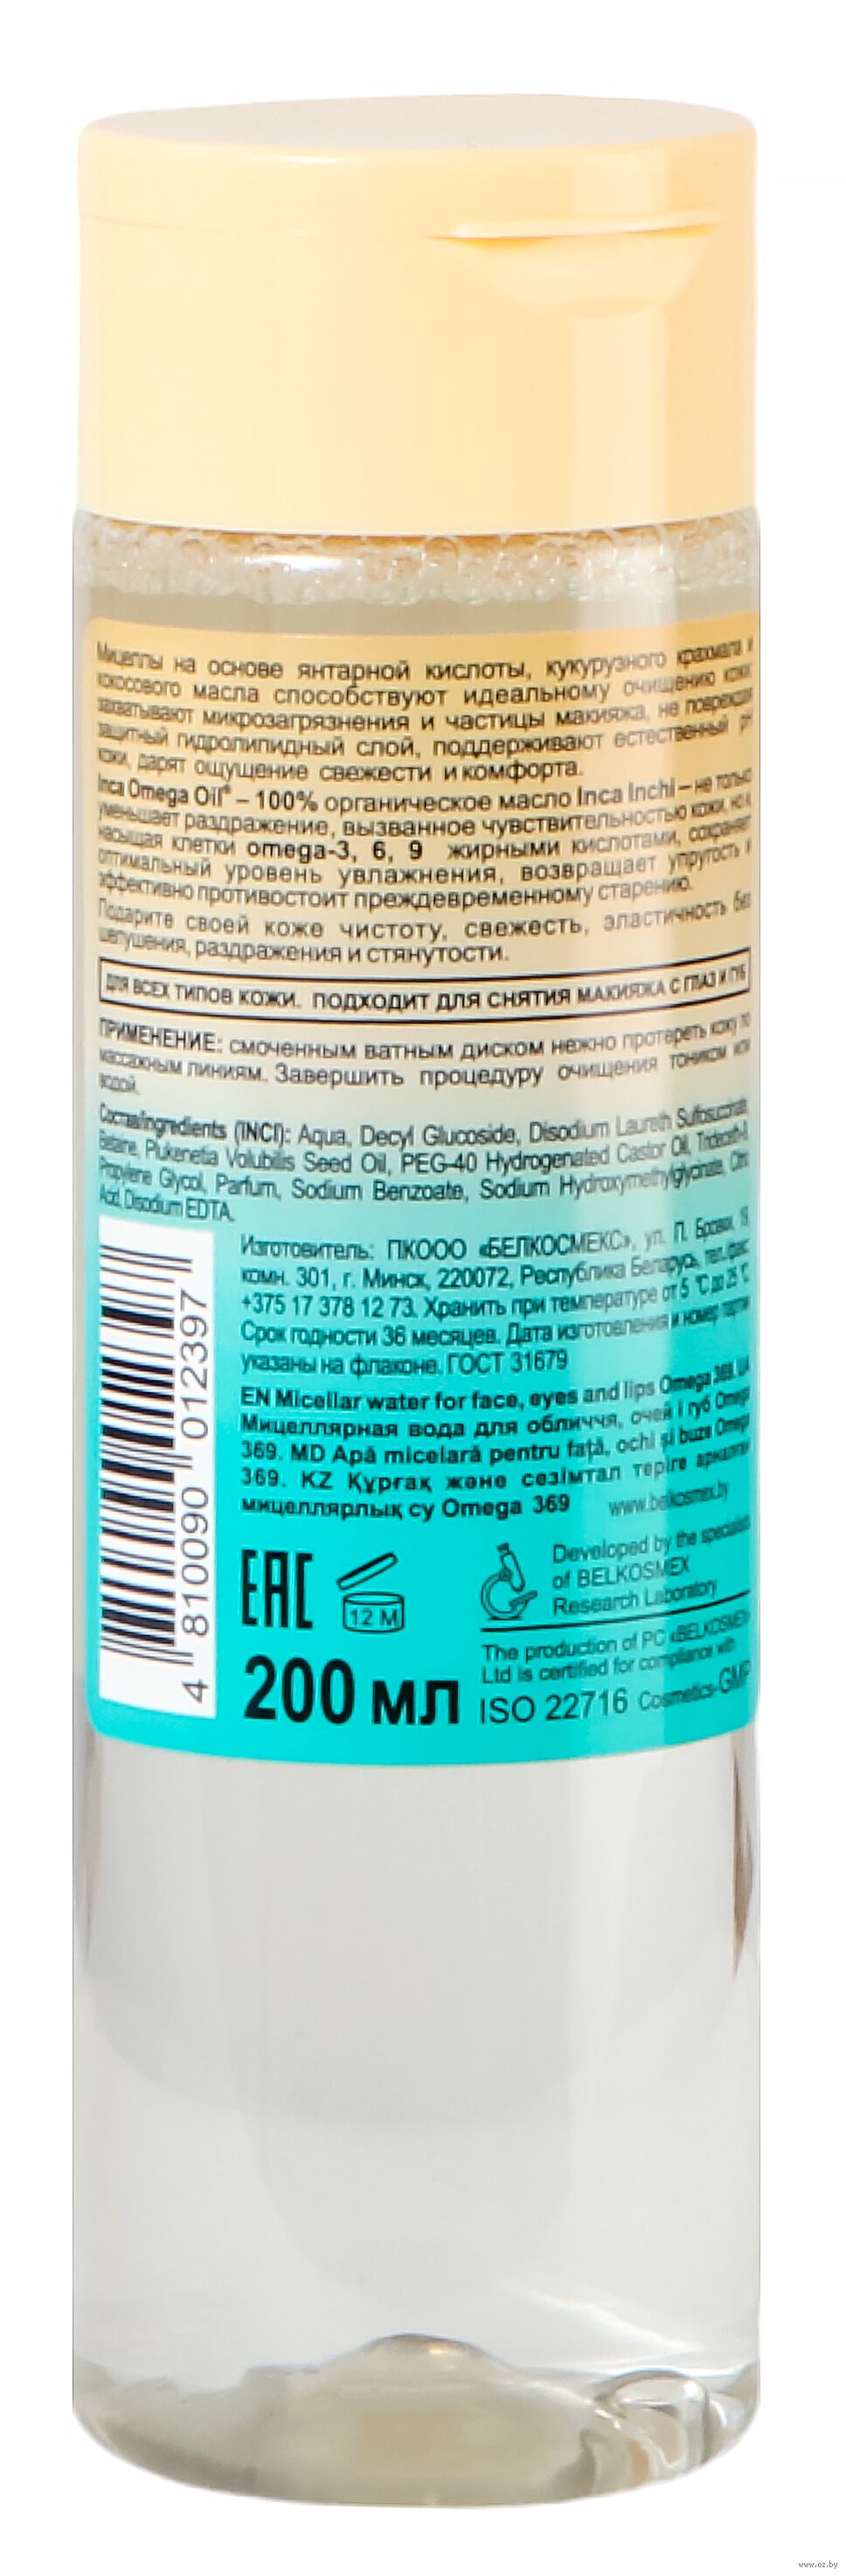 Мицеллы на основе янтарной кислоты, кукурузного крахмала и
кокосового масла способствуют идеальному очищению кожи:
захватывают микрозагрязнения и частицы макияжа, не повреждая
защитный гидролипидный слой, поддерживают естественный pH
кожи, дарят ощущение свежести и комфорта.
Inca Omega Oil® – 100% органическое масло Inca Inchi – не только
уменьшает раздражение, вызванное чувствительностью кожи, но и,
насыщая клетки omega-3, 6, 9 жирными кислотами, сохраняет
оптимальный уровень увлажнения, возвращает упругость и
эффективно противостоит преждевременному старению.
Подарите своей коже чистоту, свежесть, эластичность без
шелушения, раздражения и стянутости.
ДЛЯ ВСЕХ ТИПОВ КОЖИ. ПОДХОДИТ ДЛЯ СНЯТИЯ МАКИЯЖА С ГЛАЗ И ГУБ
ПРИМЕНЕНИЕ: смоченным ватным диском нежно протереть кожу по
массажным линиям. Завершить процедуру очищения тоником или
водой.
Состав/Ingredients (INCI): Aqua, Decyl Glucoside, Disodium Laureth Sulfosuccinate,
Betaine, Plukenetia Volubilis Seed Oil, PEG-40 Hydrogenated Castor Oil, Trideceth-9,
Propylene Glycol, Parfum, Sodium Benzoate, Sodium Hydroxymethylglycinate, Citric
Acid, Disodium EDTA.
Изготовитель: ПКООО «БЕЛКОСМЕКС», ул. П. Бровки, 19,
комн. 301, г. Минск, 220072, Республика Беларусь, тел./факс
+375 17 378 12 73. Хранить при температуре от 5 °C до 25 °C.
Срок годности 36 месяцев. Дата изготовления и номер партии
указаны на флаконе. ГОСТ 31679
EN Micellar water for face, eyes and lips Omega 369. UA
Мицеллярная вода для обличчя, очей і губ Omega
369. MD Apă micelară pentru față, ochi și buze Omega
369. KZ Құрғақ және сезімтал теріге арналған
мицеллярлық су Omega 369 www.belkosmex.by
4 810090 012397
EAC
12 M
Developed by the specialists
of BELKOSMEX
Research Laboratory
200 мл
The production of PC «BELKOSMEX»
Ltd is certified for compliance with
ISO 22716 Cosmetics-GMP
www.oz.by